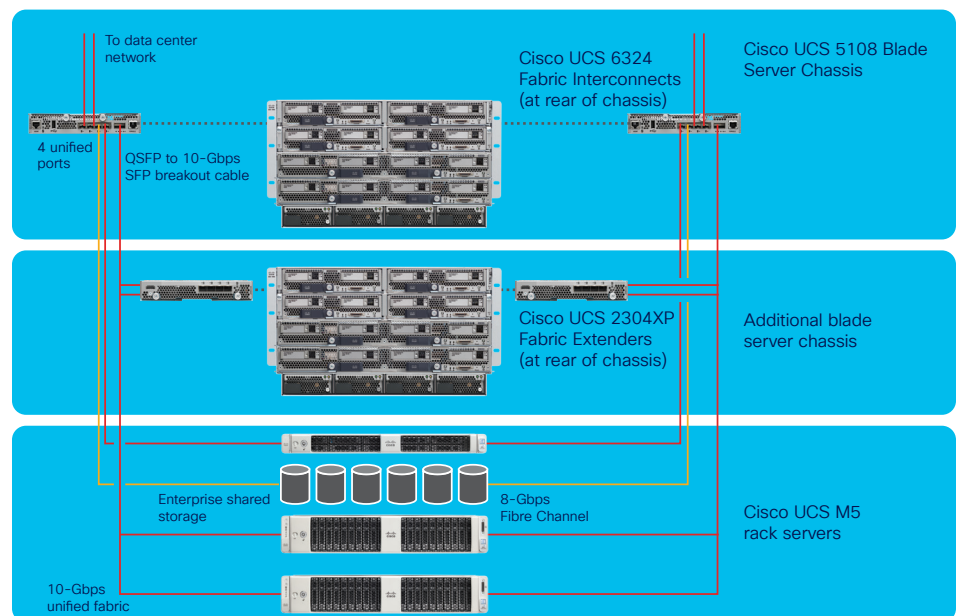 To data center
network
Cisco UCS 6324
Fabric Interconnects
(at rear of chassis)
Cisco UCS 5108 Blade
Server Chassis
4 unified
ports
QSFP to 10-Gbps
SFP breakout cable
Cisco UCS 2304XP
Fabric Extenders
(at rear of chassis)
Additional blade
server chassis
Enterprise shared
storage
8-Gbps
Fibre Channel
Cisco UCS M5
rack servers
10-Gbps
unified fabric